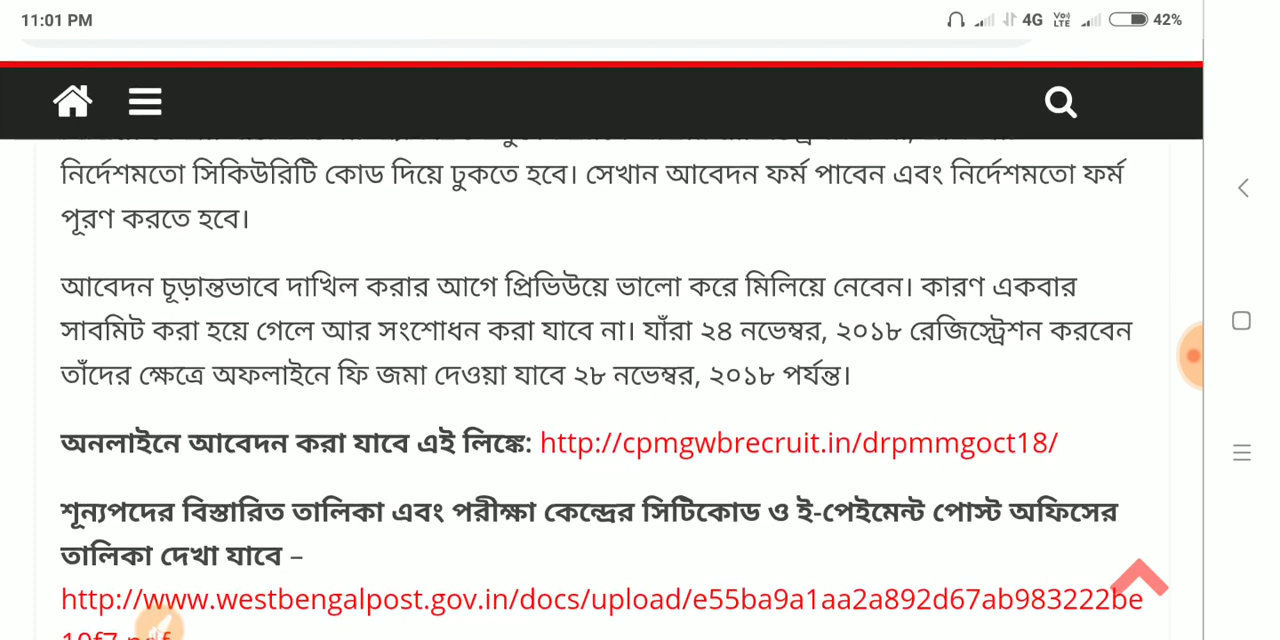 11:01 PM
4G VoLTE 42%
নির্দেশমতো সিকিউরিটি কোড দিয়ে ঢুকতে হবে। সেখান আবেদন ফর্ম পাবেন এবং নির্দেশমতো ফর্ম
পূরণ করতে হবে।
আবেদন চূড়ান্তভাবে দাখিল করার আগে প্রিভিউয়ে ভালো করে মিলিয়ে নেবেন। কারণ একবার
সাবমিট করা হয়ে গেলে আর সংশোধন করা যাবে না। যাঁরা ২৪ নভেম্বর, ২০১৮ রেজিস্ট্রেশন করবেন
তাঁদের ক্ষেত্রে অফলাইনে ফি জমা দেওয়া যাবে ২৮ নভেম্বর, ২০১৮ পর্যন্ত।
অনলাইনে আবেদন করা যাবে এই লিঙ্কে: http://cpmgwbrecruit.in/drpmmgoct18/
শূন্যপদের বিস্তারিত তালিকা এবং পরীক্ষা কেন্দ্রের সিটিকোড ও ই-পেইমেন্ট পোস্ট অফিসের
তালিকা দেখা যাবে –
http://www.westbengalpost.gov.in/docs/upload/e55ba9a1aa2a892d67ab983222be